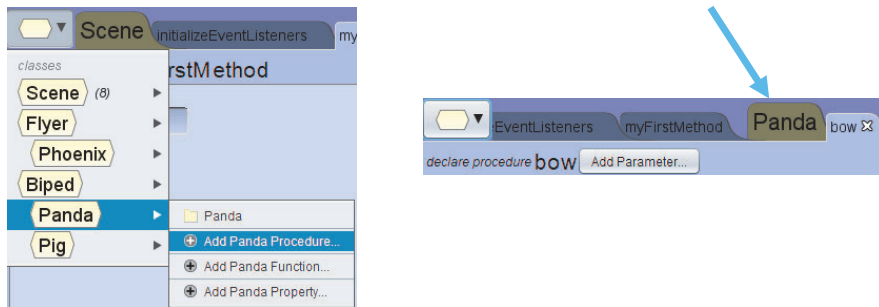 Scene initializeEventListeners my
classes
rstMethod
Scene (8)
Flyer
Phoenix
Biped
Panda
Pig
Panda
Add Panda Procedure...
Add Panda Function...
Add Panda Property...
EventListeners myFirstMethod Panda bow
declare procedure bow Add Parameter...